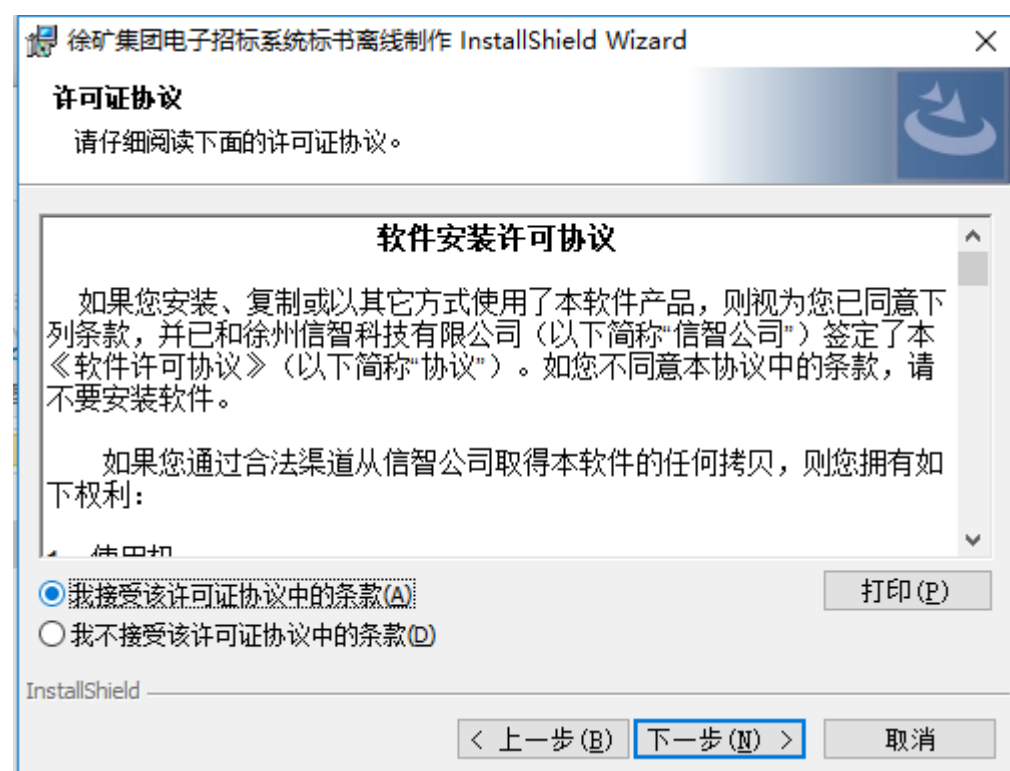 徐矿集团电子招标系统标书离线制作 InstallShield Wizard
许可证协议
请仔细阅读下面的许可证协议。
软件安装许可协议
如果您安装、复制或以其它方式使用了本软件产品，则视为您已同意下
列条款，并已和徐州信智科技有限公司（以下简称“信智公司”）签定了本
《软件许可协议》（以下简称“协议”）。如您不同意本协议中的条款，请
不要安装软件。
如果您通过合法渠道从信智公司取得本软件的任何拷贝，则您拥有如
下权利：
我接受该许可证协议中的条款(A)
打印(P)
我不接受该许可证协议中的条款(D)
InstallShield
< 上一步(B)
下一步(N) >
取消